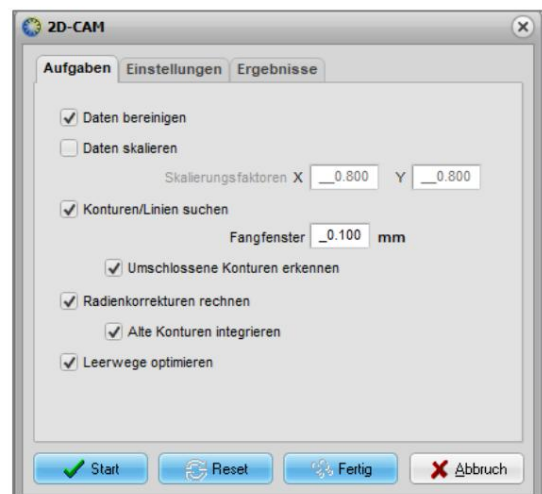 2D-CAM
Aufgaben Einstellungen Ergebnisse
Daten bereinigen
Daten skalieren
Skalierungsfaktoren X __0.800 Y __0.800
Konturen/Linien suchen
Fangfenster _0.100 mm
Umschlossene Konturen erkennen
Radienkorrekturen rechnen
Alte Konturen integrieren
Leerwege optimieren
Start Reset Fertig Abbruch